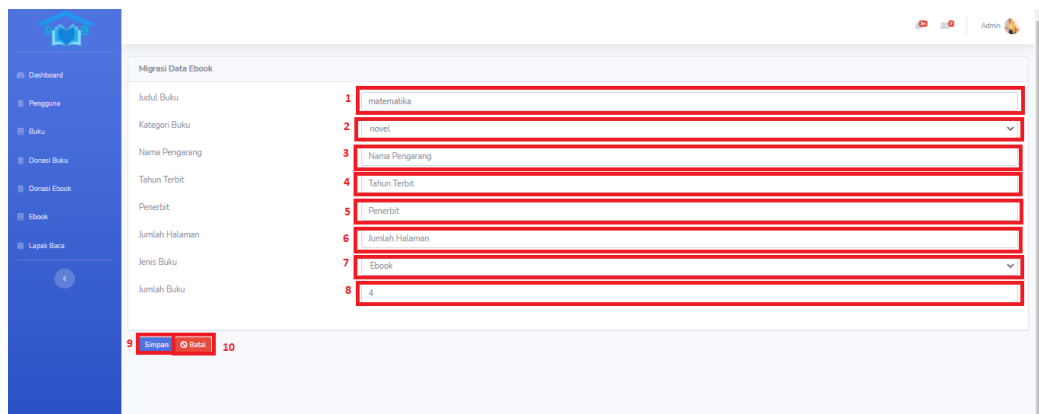 3+
7
Admin
Dashboard
Pengguna
Buku
Donasi Buku
Donasi Ebook
Ebook
Lapak Baca
Migrasi Data Ebook
Judul Buku 1 matematika
Kategori Buku 2 novel
Nama Pengarang 3 Nama Pengarang
Tahun Terbit 4 Tahun Terbit
Penerbit 5 Penerbit
Jumlah Halaman 6 Jumlah Halaman
Jenis Buku 7 Ebook
Jumlah Buku 8 4
9 Simpan Batal 10